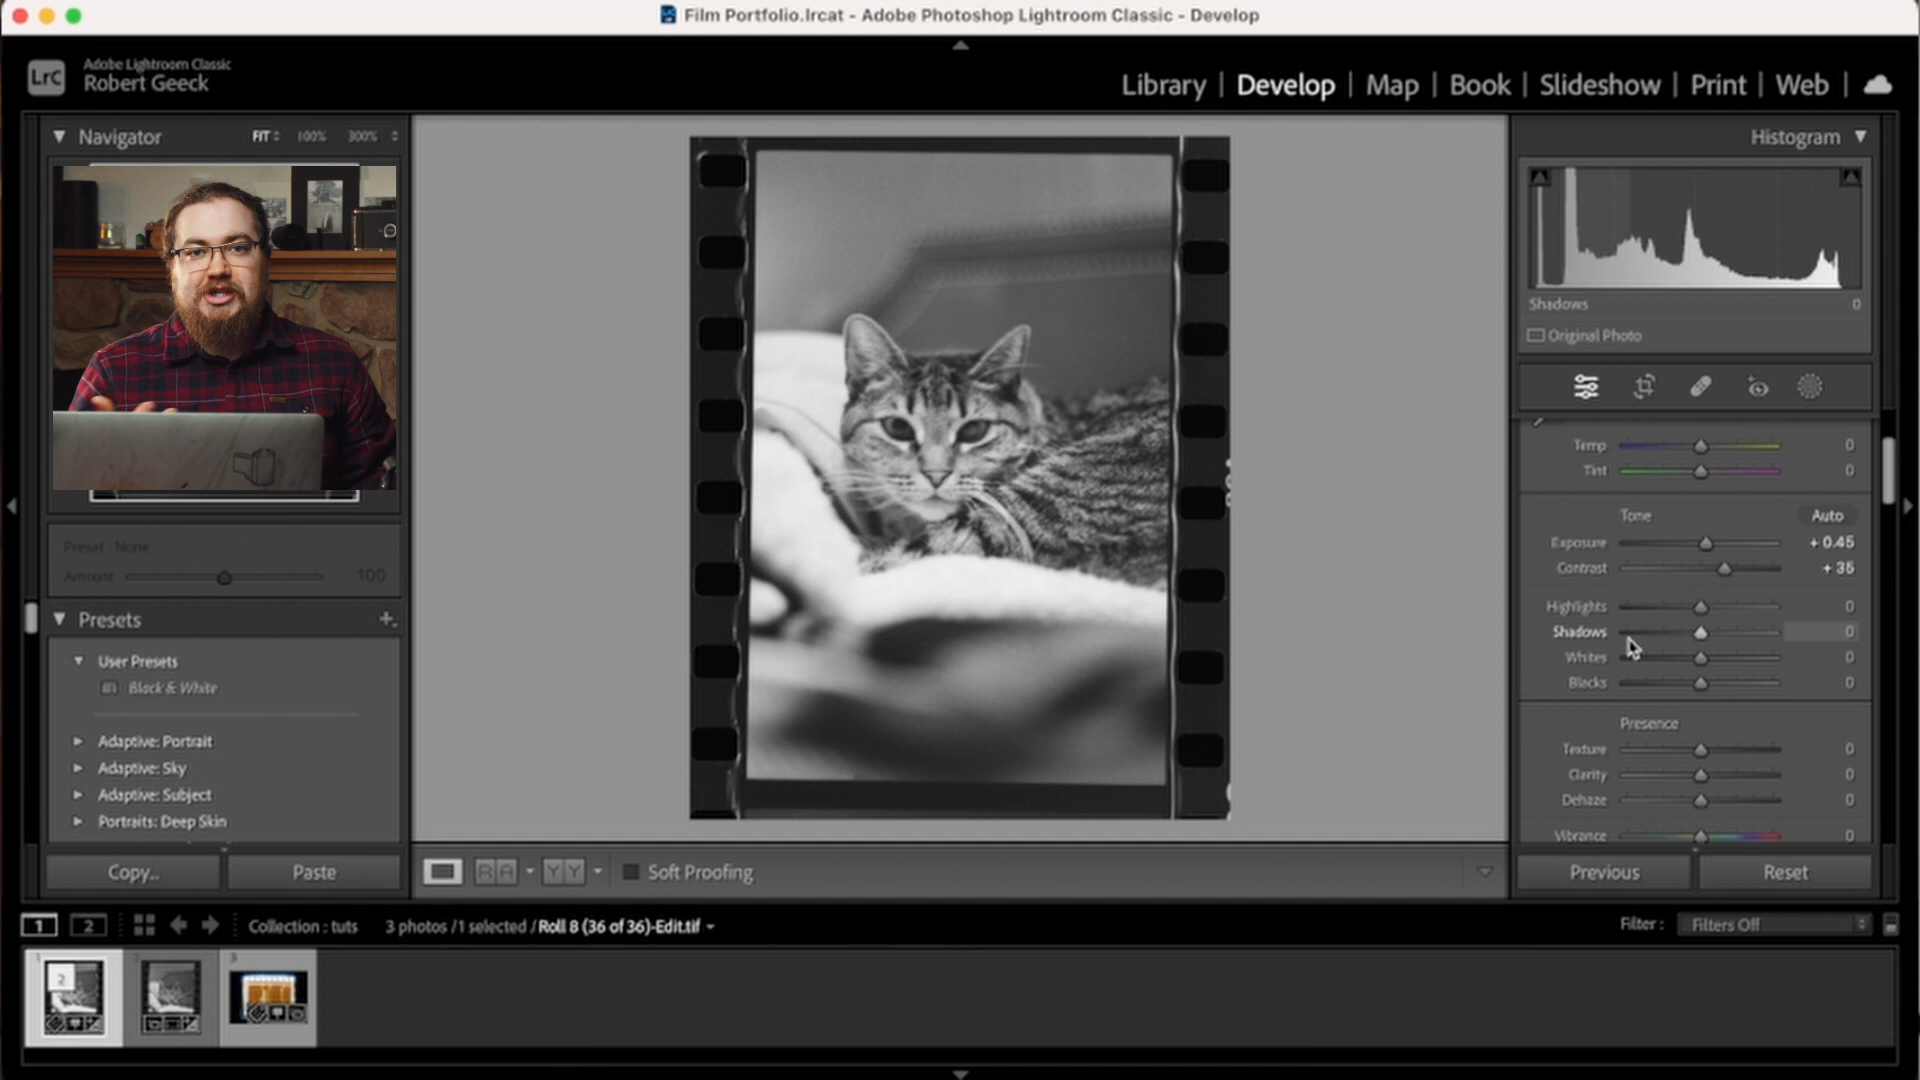 Film Portfolio.lrcat - Adobe Photoshop Lightroom Classic - Develop
LrC
Adobe Lightroom Classic
Robert Geeck
Library | Develop | Map | Book | Slideshow | Print | Web |
Navigator FIT 100% 300%
Histogram
Shadows 0
Original Photo
Temp 0
Tint 0
Tone Auto
Exposure + 0.45
Contrast + 35
Highlights 0
Shadows 0
Whites 0
Blacks 0
Presence
Texture 0
Clarity 0
Dehaze 0
Vibrance 0
Previous Reset
Preset : None
Amount 100
Presets
User Presets
Black & White
Adaptive: Portrait
Adaptive: Sky
Adaptive: Subject
Portraits: Deep Skin
Copy... Paste
R A Y Y Soft Proofing
1 2 Collection : tuts 3 photos / 1 selected / Roll 8 (36 of 36)-Edit.tif
Filter : Filters Off
1 2 3
2